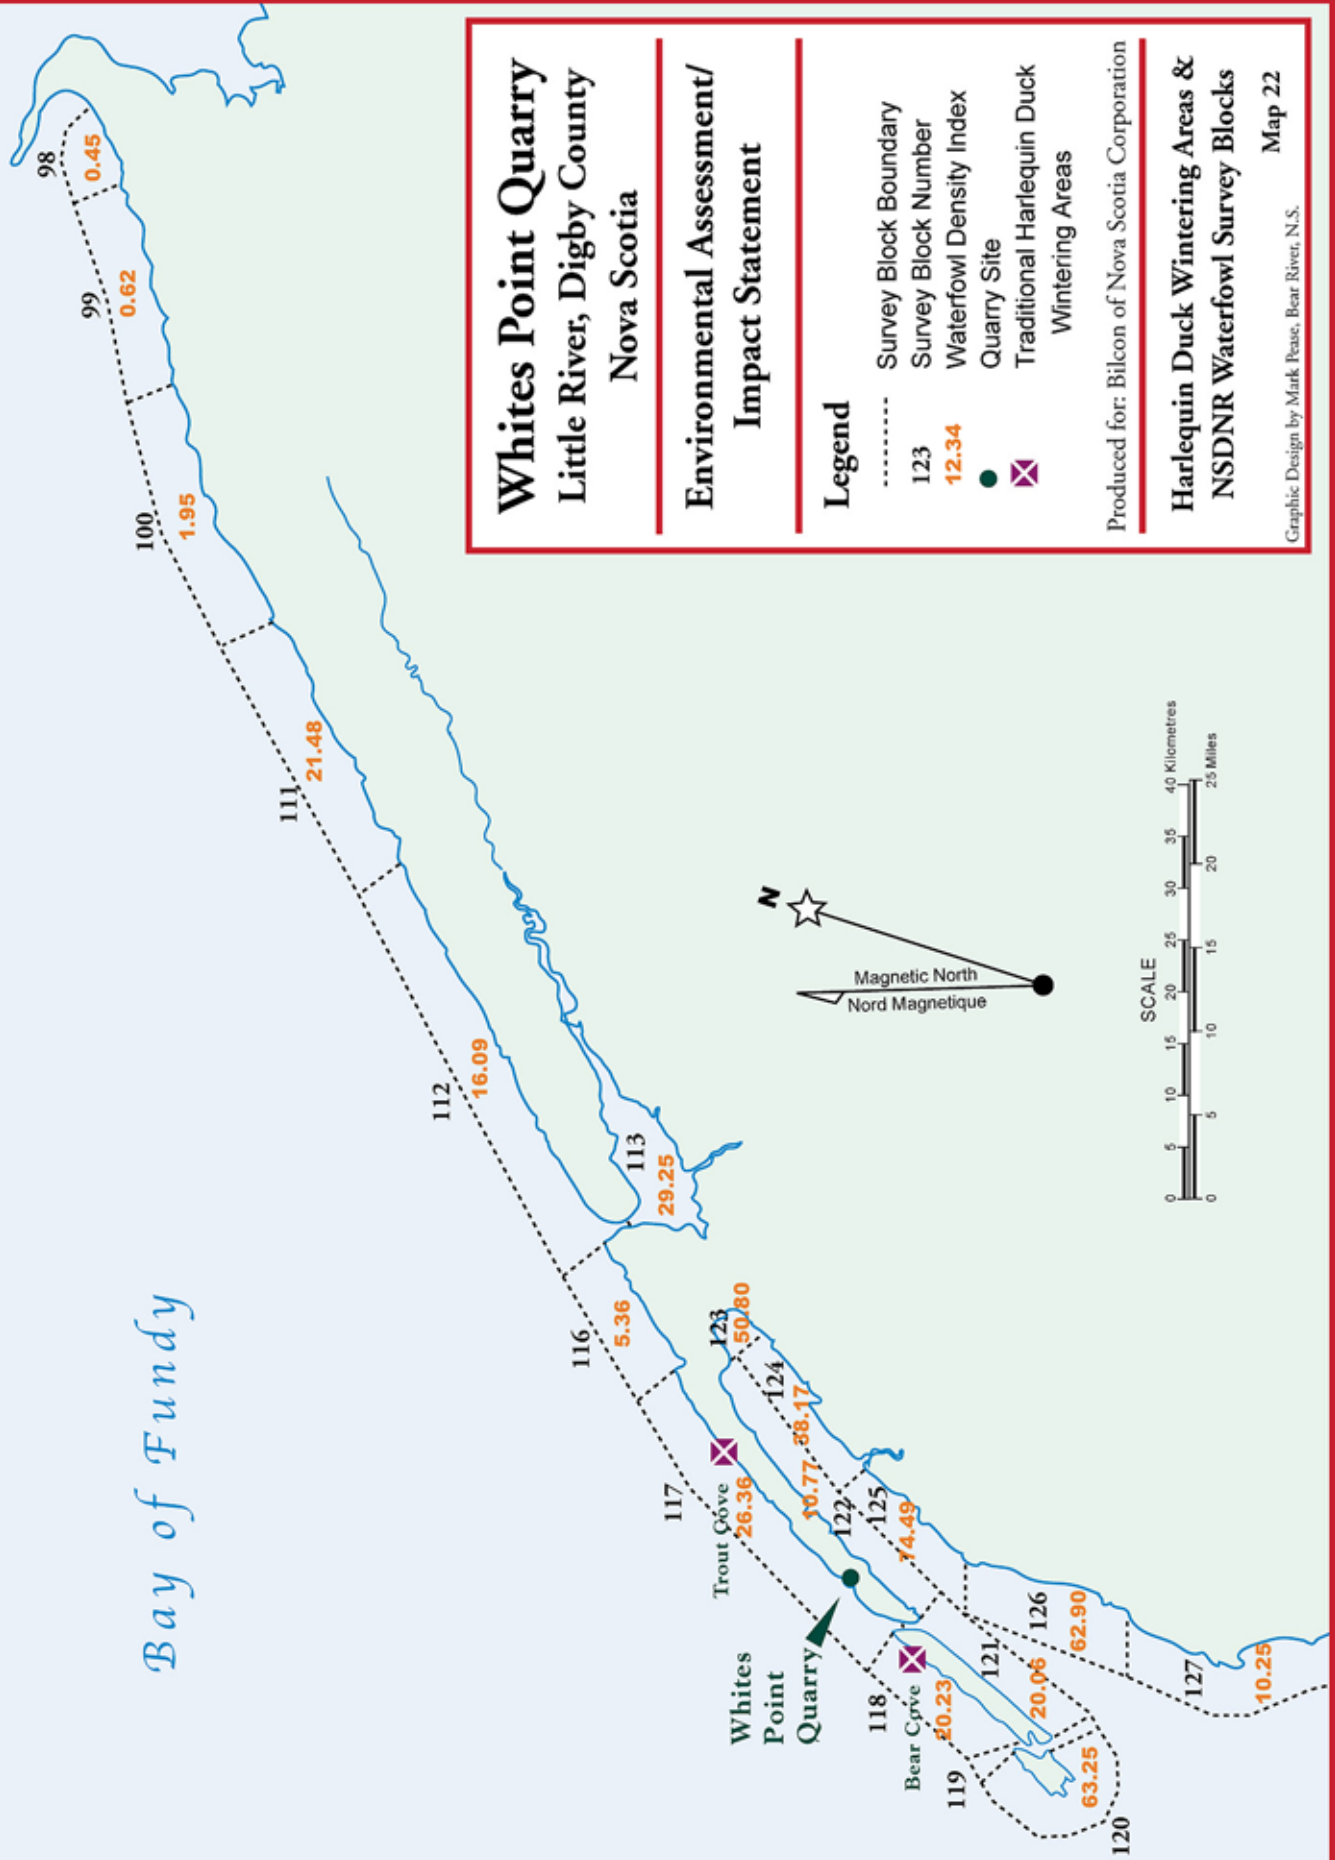 Bay of Fundy
98
0.45
99
0.62
100
1.95
111
21.48
112
16.09
113
29.25
116
5.36
117
Trout Cove
26.36
123
50.80
124
38.17
10.77
122
125
74.49
Whites
Point
Quarry
118
Bear Cove
20.23
121
20.06
126
62.90
127
10.25
119
63.25
120
N
Magnetic North
Nord Magnetique
SCALE
0 5 10 15 20 25 30 35 40 Kilometres
0 5 10 15 20 25 Miles
Whites Point Quarry
Little River, Digby County
Nova Scotia
Environmental Assessment/
Impact Statement
Legend
Survey Block Boundary
123 Survey Block Number
12.34 Waterfowl Density Index
Quarry Site
Traditional Harlequin Duck
Wintering Areas
Produced for: Bilcon of Nova Scotia Corporation
Harlequin Duck Wintering Areas &
NSDNR Waterfowl Survey Blocks
Map 22
Graphic Design by Mark Pease, Bear River, N.S.